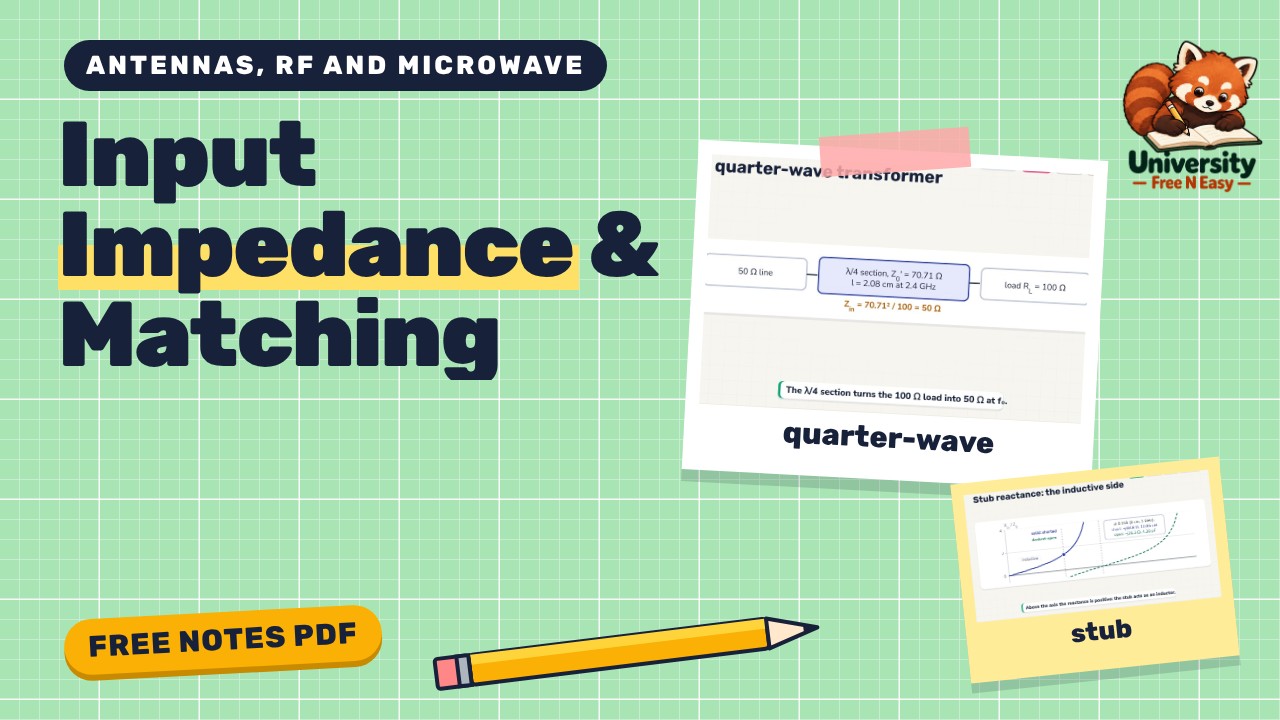 ANTENNAS, RF AND MICROWAVE
Input
Impedance &
Matching
University
Free N Easy
quarter-wave transformer
50 Ω line
λ/4 section, Z₀' = 70.71 Ω
l = 2.08 cm at 2.4 GHz
load R_L = 100 Ω
Z_in = 70.71² / 100 = 50 Ω
The λ/4 section turns the 100 Ω load into 50 Ω at f₀.
quarter-wave
Stub reactance: the inductive side
Above the axis the reactance is positive: the stub acts as an inductor.
stub
FREE NOTES PDF